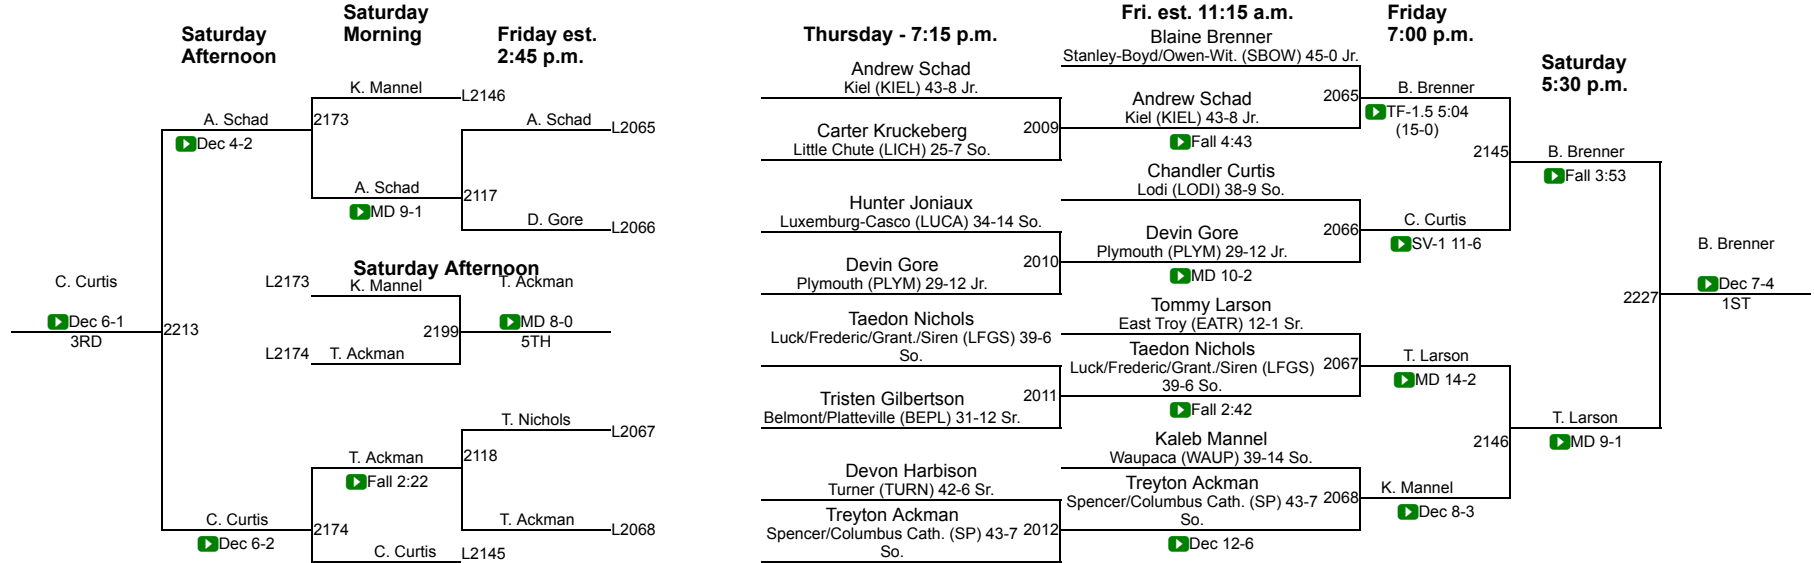 Saturday
Afternoon
Saturday
Morning
Friday est.
2:45 p.m.
K. Mannel
L2146
A. Schad
2173
Dec 4-2
A. Schad
L2065
A. Schad
2117
MD 9-1
D. Gore
L2066
Saturday Afternoon
C. Curtis
L2173
K. Mannel
T. Ackman
Dec 6-1
3RD
2213
2199
MD 8-0
5TH
L2174
T. Ackman
T. Nichols
L2067
T. Ackman
2118
Fall 2:22
C. Curtis
2174
Dec 6-2
T. Ackman
L2068
C. Curtis
L2145
Thursday - 7:15 p.m.
Fri. est. 11:15 a.m.
Friday
7:00 p.m.
Saturday
5:30 p.m.
Andrew Schad
Kiel (KIEL) 43-8 Jr.
Carter Kruckeberg
Little Chute (LICH) 25-7 So.
2009
Hunter Joniaux
Luxemburg-Casco (LUCA) 34-14 So.
Devin Gore
Plymouth (PLYM) 29-12 Jr.
2010
Taedon Nichols
Luck/Frederic/Grant./Siren (LFGS) 39-6
So.
Tristen Gilbertson
Belmont/Platteville (BEPL) 31-12 Sr.
2011
Devon Harbison
Turner (TURN) 42-6 Sr.
Treyton Ackman
Spencer/Columbus Cath. (SP) 43-7
So.
2012
Blaine Brenner
Stanley-Boyd/Owen-Wit. (SBOW) 45-0 Jr.
Andrew Schad
Kiel (KIEL) 43-8 Jr.
Fall 4:43
2065
Chandler Curtis
Lodi (LODI) 38-9 So.
Devin Gore
Plymouth (PLYM) 29-12 Jr.
MD 10-2
2066
Tommy Larson
East Troy (EATR) 12-1 Sr.
Taedon Nichols
Luck/Frederic/Grant./Siren (LFGS)
39-6 So.
Fall 2:42
2067
Kaleb Mannel
Waupaca (WAUP) 39-14 So.
Treyton Ackman
Spencer/Columbus Cath. (SP) 43-7
So.
Dec 12-6
2068
B. Brenner
TF-1.5 5:04
(15-0)
2145
C. Curtis
SV-1 11-6
T. Larson
MD 14-2
2146
K. Mannel
Dec 8-3
B. Brenner
Fall 3:53
T. Larson
MD 9-1
2227
B. Brenner
Dec 7-4
1ST